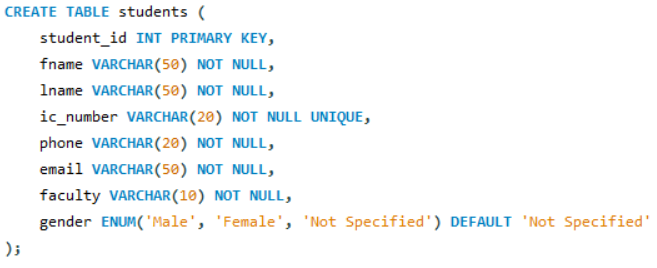 CREATE TABLE students (
    student_id INT PRIMARY KEY,
    fname VARCHAR(50) NOT NULL,
    lname VARCHAR(50) NOT NULL,
    ic_number VARCHAR(20) NOT NULL UNIQUE,
    phone VARCHAR(20) NOT NULL,
    email VARCHAR(50) NOT NULL,
    faculty VARCHAR(10) NOT NULL,
    gender ENUM('Male', 'Female', 'Not Specified') DEFAULT 'Not Specified'
);